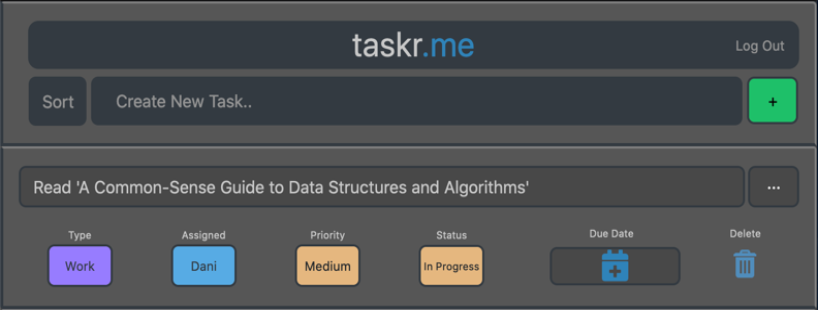 taskr.me
Log Out
Sort
Create New Task..
+
Read 'A Common-Sense Guide to Data Structures and Algorithms'
...
Type
Assigned
Priority
Status
Due Date
Delete
Work
Dani
Medium
In Progress